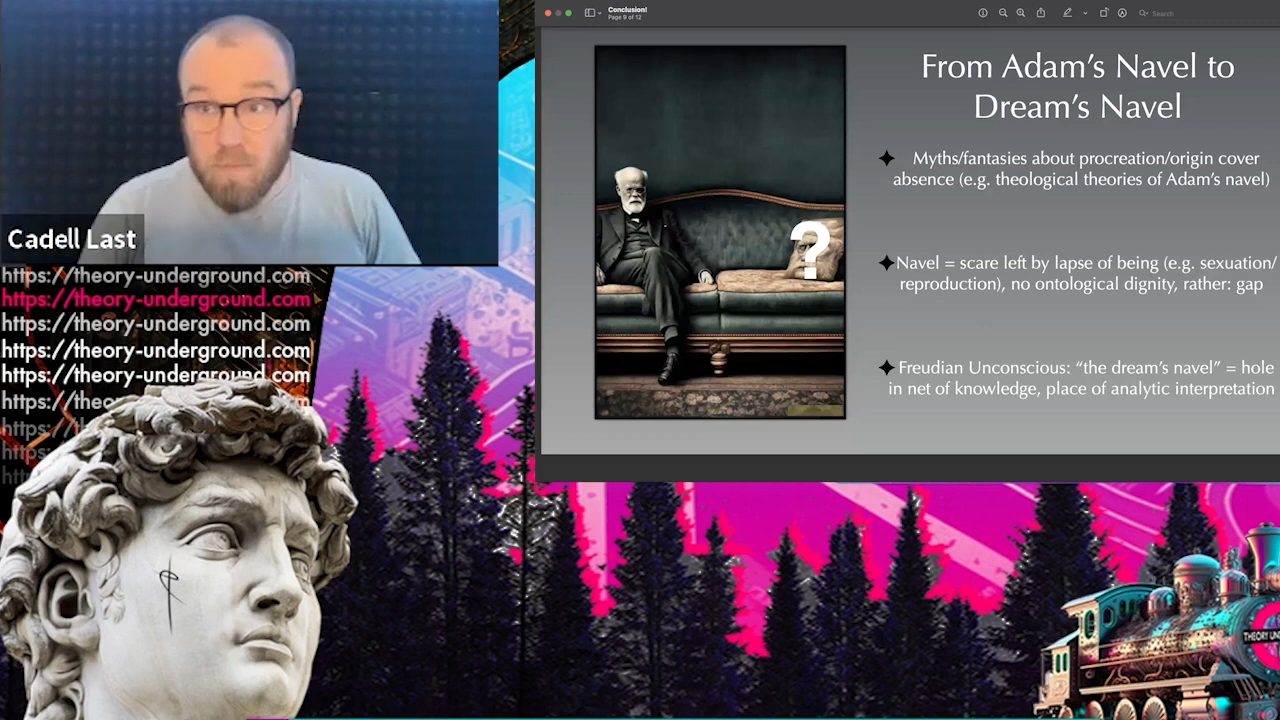 Cadell Last
https://theory-underground.com
https://theory-underground.com
https://theory-underground.com
https://theory-underground.com
https://theory-underground.com
Conclusion!
Page 9 of 12
Search
From Adam's Navel to
Dream's Navel
Myths/fantasies about procreation/origin cover
absence (e.g. theological theories of Adam's navel)
Navel = scare left by lapse of being (e.g. sexuation/
reproduction), no ontological dignity, rather: gap
Freudian Unconscious: “the dream's navel” = hole
in net of knowledge, place of analytic interpretation
?